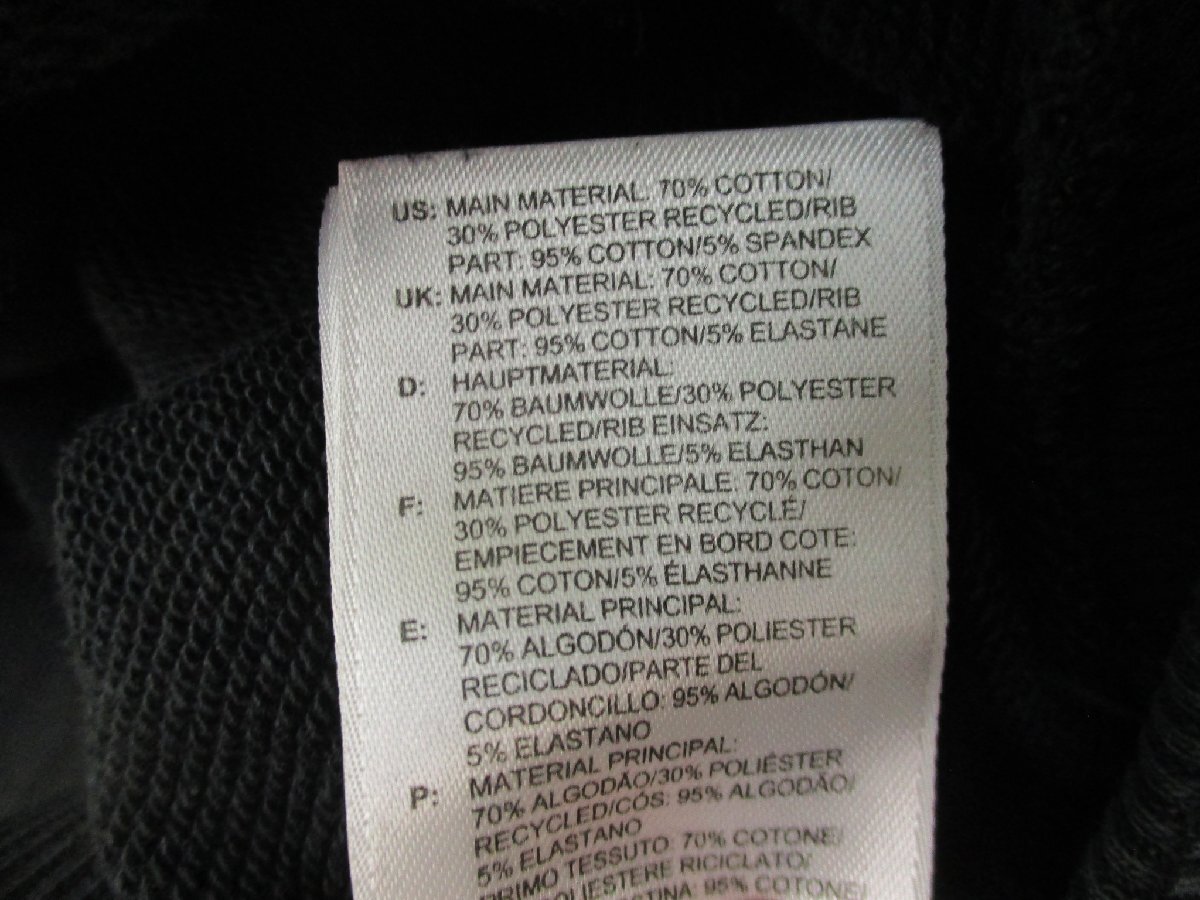 US: MAIN MATERIAL: 70% COTTON/
30% POLYESTER RECYCLED/RIB
PART: 95% COTTON/5% SPANDEX
UK: MAIN MATERIAL: 70% COTTON/
30% POLYESTER RECYCLED/RIB
PART: 95% COTTON/5% ELASTANE
D: HAUPTMATERIAL:
70% BAUMWOLLE/30% POLYESTER
RECYCLED/RIB EINSATZ:
95% BAUMWOLLE/5% ELASTHAN
F: MATIERE PRINCIPALE: 70% COTON/
30% POLYESTER RECYCLÉ/
EMPIECEMENT EN BORD COTE:
95% COTON/5% ÉLASTHANNE
E: MATERIAL PRINCIPAL:
70% ALGODÓN/30% POLIESTER
RECICLADO/PARTE DEL
CORDONCILLO: 95% ALGODÓN/
5% ELASTANO
P: MATERIAL PRINCIPAL:
70% ALGODÃO/30% POLIÉSTER
RECYCLED/CÓS: 95% ALGODÃO/
5% ELASTANO
PRIMO TESSUTO: 70% COTONE/
POLIESTERE RICICLATO/
95% COTONE/